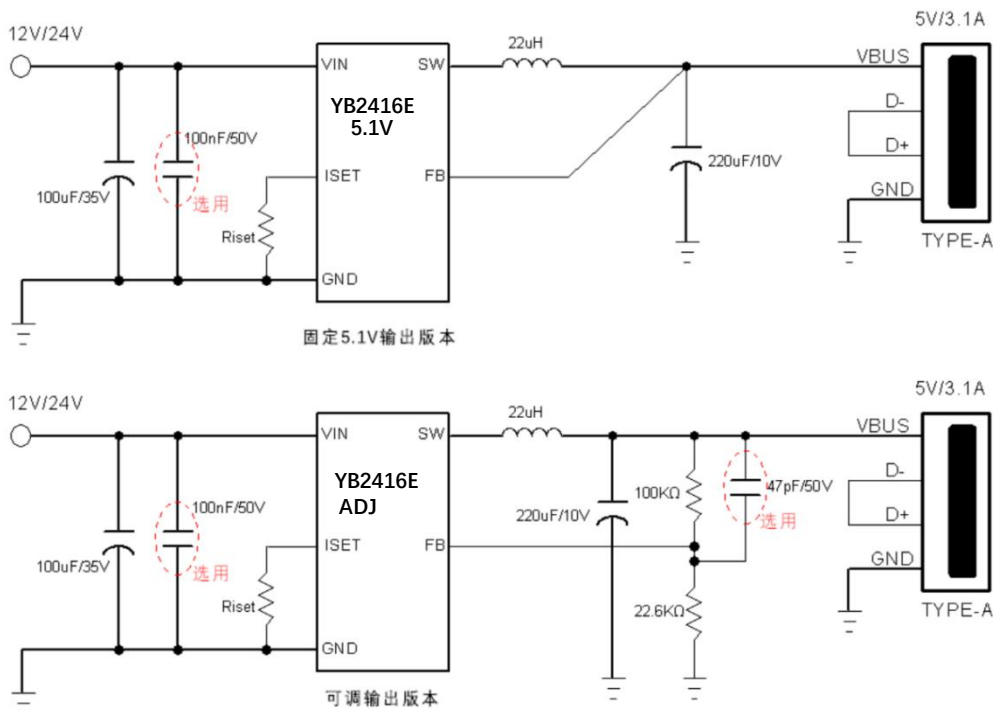 12V/24V
5V/3.1A
22uH
VIN
SW
VBUS
YB2416E
5.1V
D-
100nF/50V
D+
220uF/10V
ISET
FB
100uF/35V
选用
GND
Riset
TYPE-A
GND
固定5.1V输出版本
12V/24V
5V/3.1A
22uH
VIN
SW
VBUS
YB2416E
ADJ
D-
100nF/50V
100KΩ
47pF/50V
220uF/10V
选用
D+
ISET
FB
100uF/35V
选用
GND
Riset
22.6KΩ
TYPE-A
GND
可调输出版本